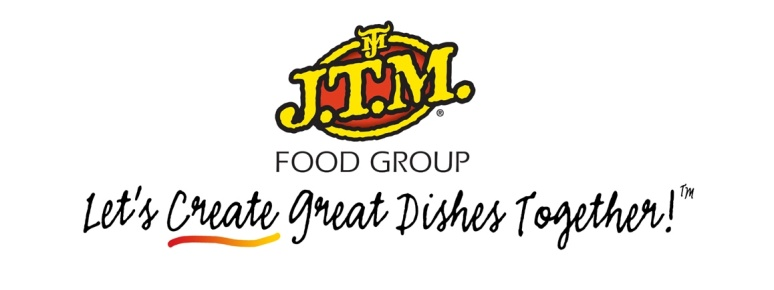 JTM
J.T.M.®
FOOD GROUP
Let's Create Great Dishes Together!™